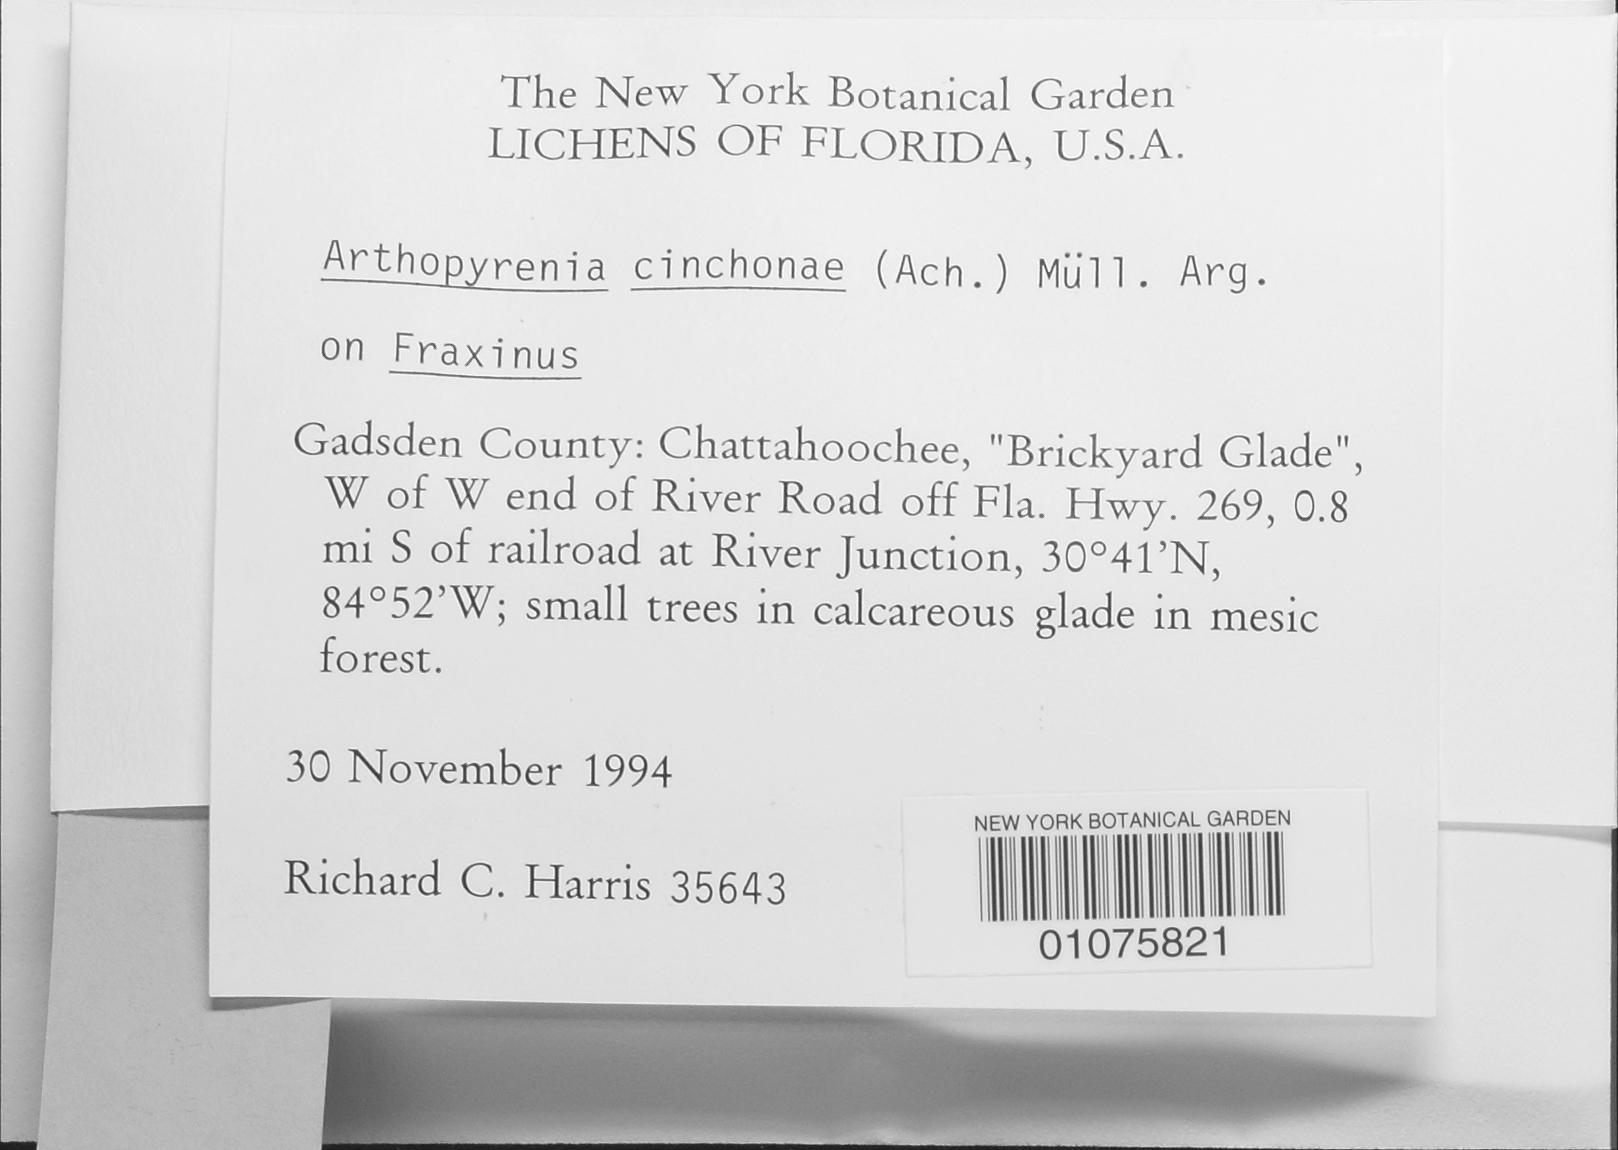 The New York Botanical Garden
LICHENS OF FLORIDA, U.S.A.
Arthopyrenia cinchonae (Ach.) Müll. Arg.
on Fraxinus
Gadsden County: Chattahoochee, "Brickyard Glade",
W of W end of River Road off Fla. Hwy. 269, 0.8
mi S of railroad at River Junction, 30°41'N,
84°52'W; small trees in calcareous glade in mesic
forest.
30 November 1994
Richard C. Harris 35643
NEW YORK BOTANICAL GARDEN
01075821